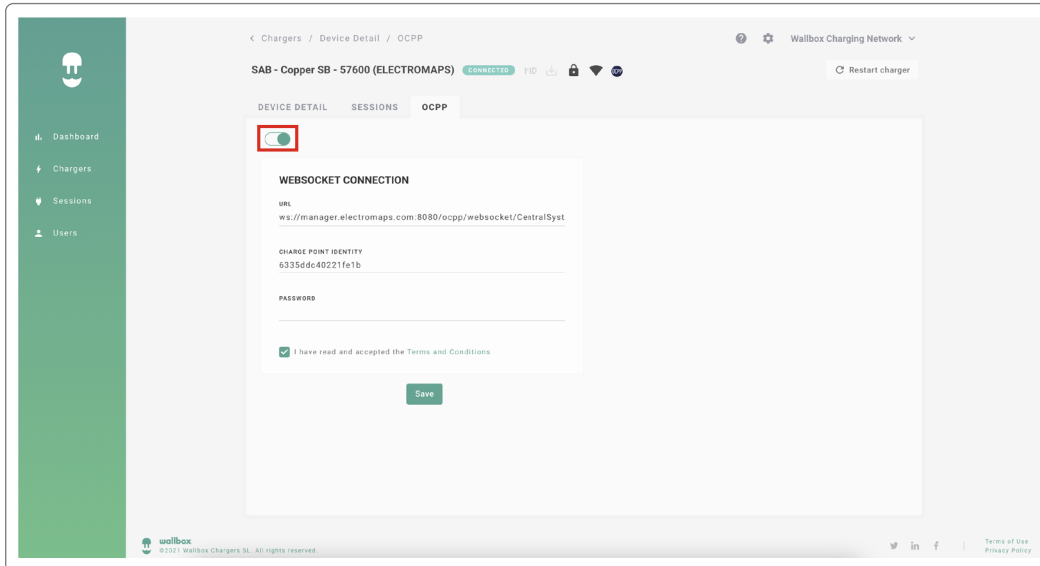 < Chargers / Device Detail / OCPP
Wallbox Charging Network
SAB - Copper SB - 57600 (ELECTROMAPS) CONNECTED
OCPP
Restart charger
DEVICE DETAIL SESSIONS OCPP
Dashboard
Chargers
Sessions
Users
WEBSOCKET CONNECTION
URL
ws://manager.electromaps.com:8080/ocpp/websocket/CentralSyst
CHARGE POINT IDENTITY
6335ddc40221fe1b
PASSWORD
I have read and accepted the Terms and Conditions
Save
wallbox
©2021 Wallbox Chargers SL. All rights reserved.
Terms of Use
Privacy Policy